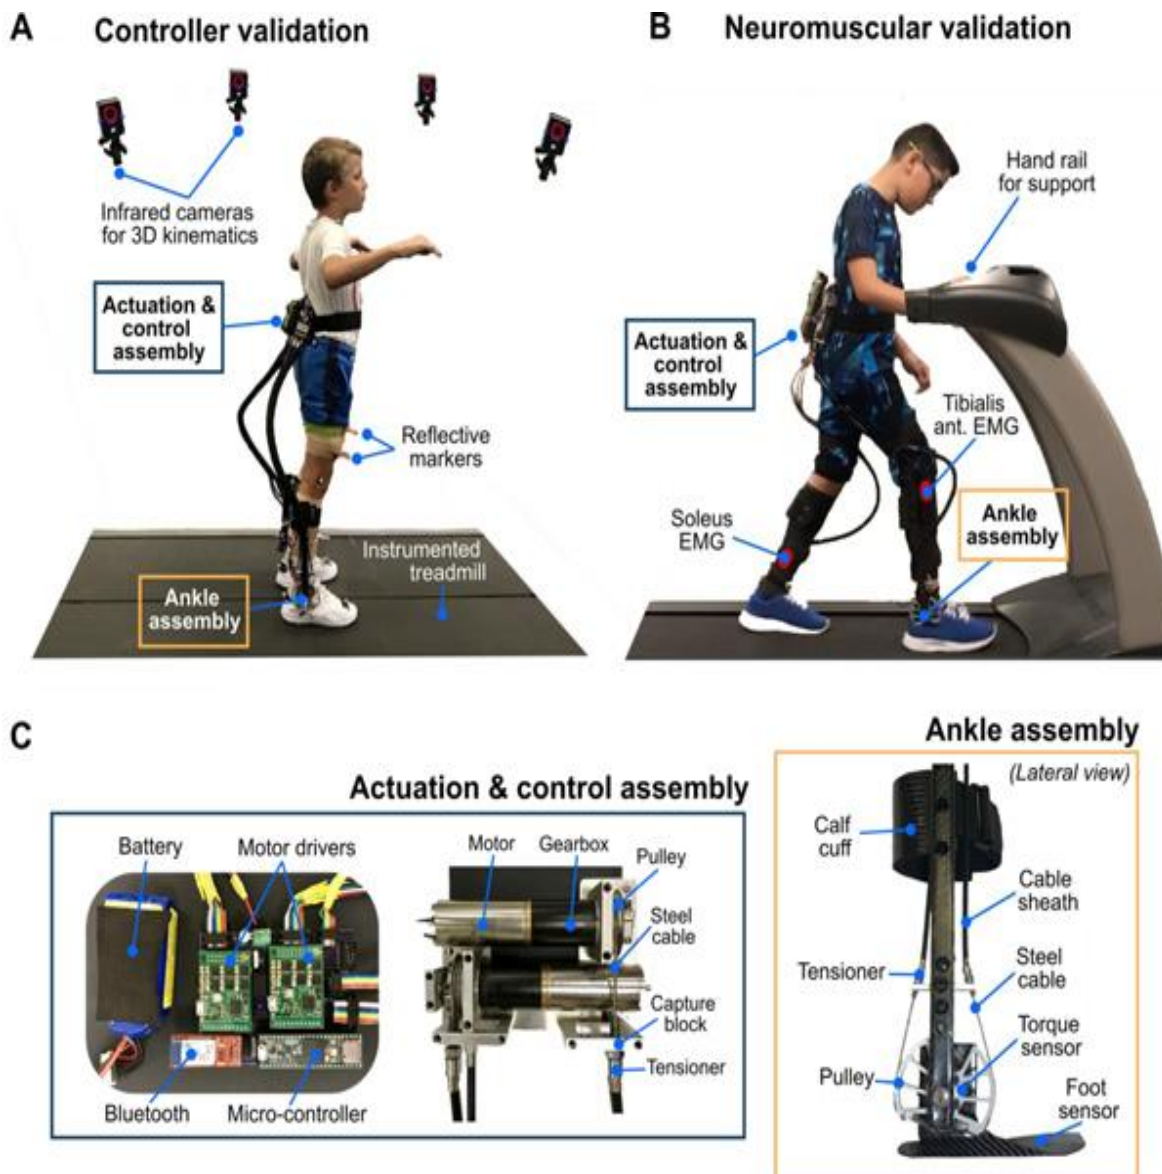 A Controller validation
Infrared cameras
for 3D kinematics
Actuation &
control
assembly
Reflective
markers
Instrumented
treadmill
Ankle
assembly
B Neuromuscular validation
Hand rail
for support
Actuation &
control
assembly
Tibialis
ant. EMG
Soleus
EMG
Ankle
assembly
C
Actuation & control assembly
Battery
Motor drivers
Bluetooth
Micro-controller
Motor
Gearbox
Pulley
Steel
cable
Capture
block
Tensioner
Ankle assembly
(Lateral view)
Calf
cuff
Cable
sheath
Tensioner
Steel
cable
Torque
sensor
Pulley
Foot
sensor